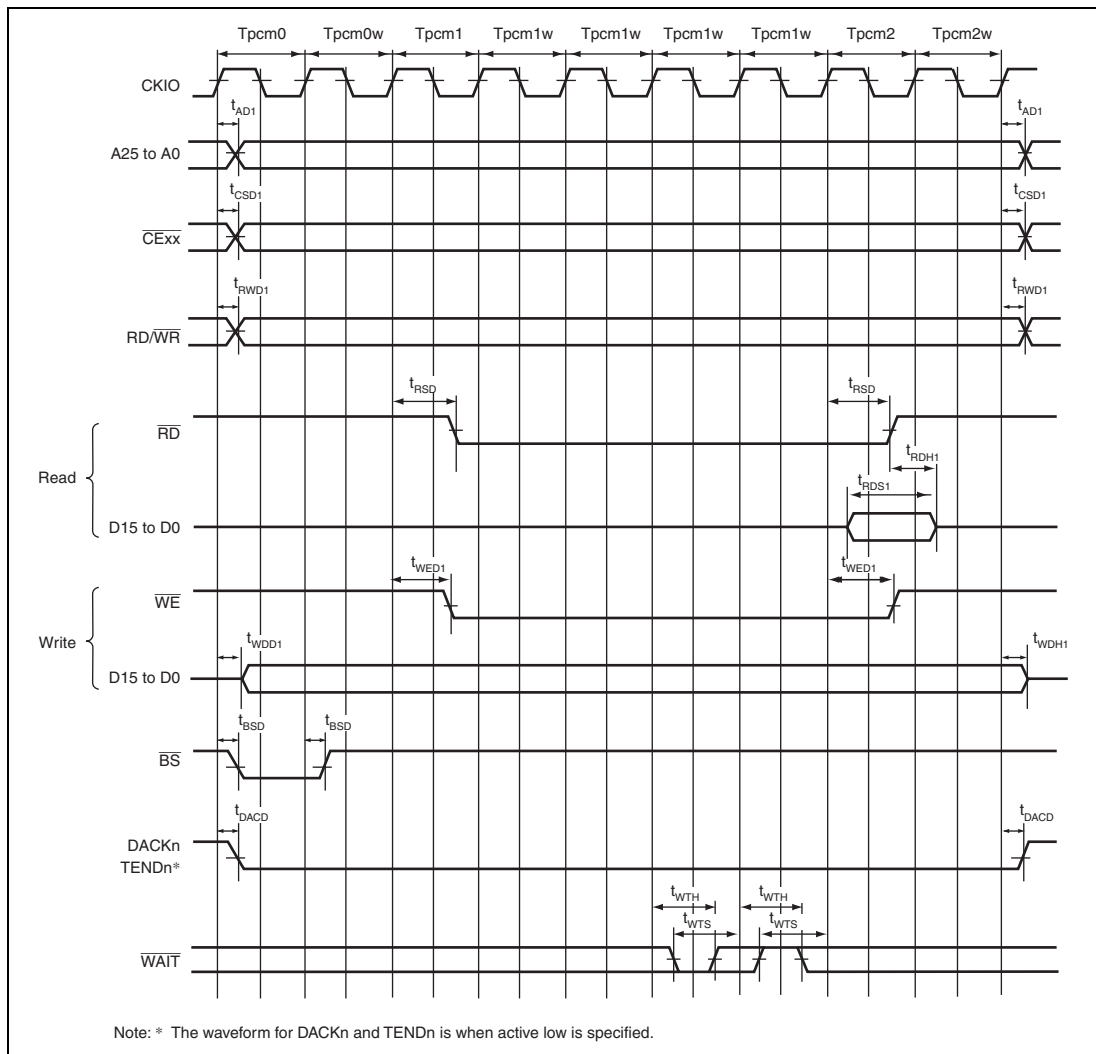 Tpcm0 Tpcm0w Tpcm1 Tpcm1w Tpcm1w Tpcm1w Tpcm1w Tpcm2 Tpcm2w
CKIO
tAD1 tAD1
A25 to A0
tCSD1 tCSD1
CExx
tRWD1 tRWD1
RD/WR
tRSD tRSD
RD
tRDH1
Read
tRDS1
D15 to D0
tWED1 tWED1
WE
Write
tWDD1 tWDH1
D15 to D0
tBSD tBSD
BS
tDACD tDACD
DACKn
TENDn*
tWTH tWTH
tWTS tWTS
WAIT
Note: * The waveform for DACKn and TENDn is when active low is specified.